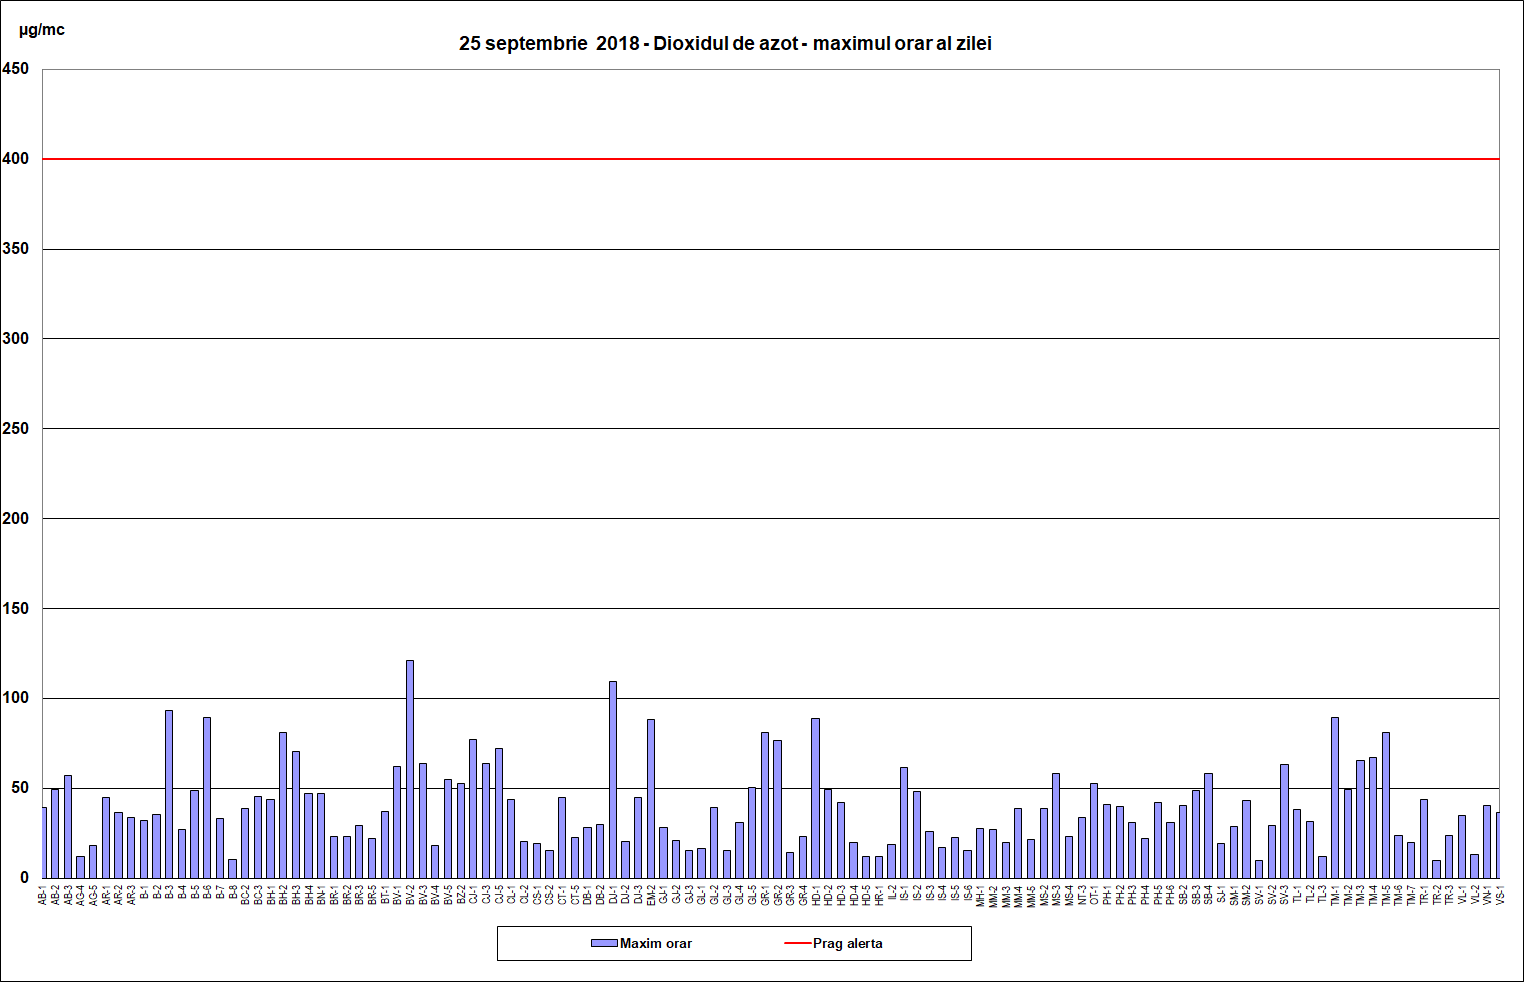 µg/mc
25 septembrie 2018 - Dioxidul de azot - maximul orar al zilei
450
400
350
300
250
200
150
100
50
0
AB-1 AB-2 AB-3 AG-4 AG-5 AR-1 AR-2 AR-3 B-1 B-2 B-3 B-4 B-5 B-6 B-7 B-8 BC-2 BC-3 BH-1 BH-2 BH-3 BH-4 BN-1 BR-1 BR-2 BR-3 BR-5 BT-1 BV-1 BV-2 BV-3 BV-4 BV-5 BZ-2 CJ-1 CJ-3 CJ-5 CL-1 CL-2 CS-1 CS-2 CT-1 CT-5 DB-1 DB-2 DJ-1 DJ-2 DJ-3 EM-2 GJ-1 GJ-2 GJ-3 GL-1 GL-2 GL-3 GL-4 GL-5 GR-1 GR-2 GR-3 GR-4 HD-1 HD-2 HD-3 HD-4 HD-5 HR-1 IL-2 IS-1 IS-2 IS-3 IS-4 IS-5 IS-6 MH-1 MM-2 MM-3 MM-4 MM-5 MS-2 MS-3 MS-4 NT-3 OT-1 PH-1 PH-2 PH-3 PH-4 PH-5 PH-6 SB-2 SB-3 SB-4 SJ-1 SM-1 SM-2 SV-1 SV-2 SV-3 TL-1 TL-2 TL-3 TM-1 TM-2 TM-3 TM-4 TM-5 TM-6 TM-7 TR-1 TR-2 TR-3 VL-1 VL-2 VN-1 VS-1
Maxim orar Prag alerta